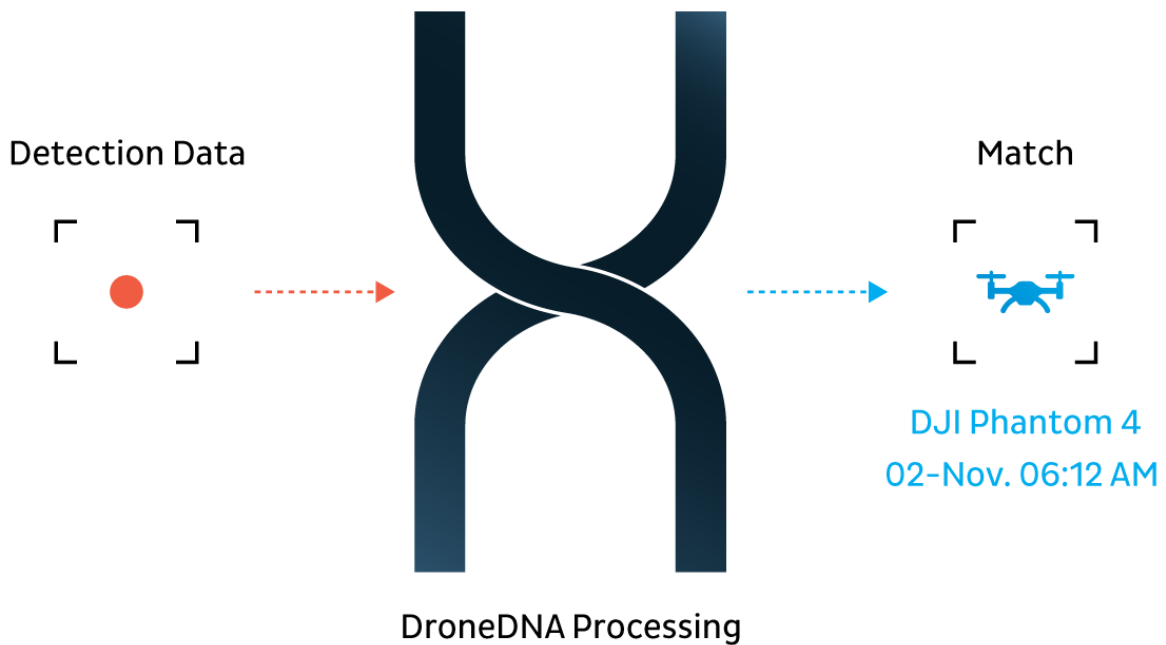 Detection Data
Match
DJI Phantom 4
02-Nov. 06:12 AM
DroneDNA Processing